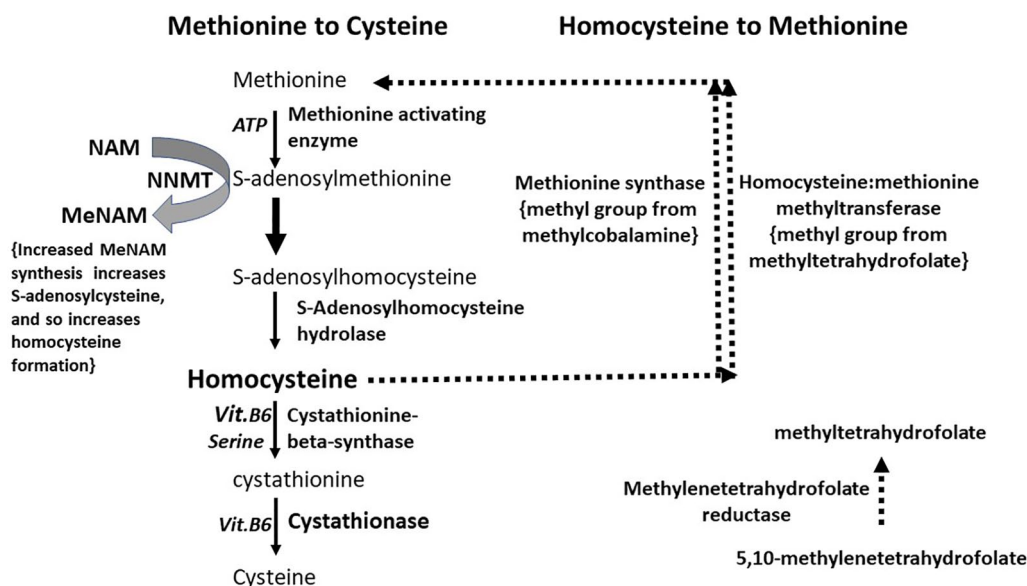 Methionine to Cysteine
Homocysteine to Methionine
Methionine
ATP
Methionine activating
enzyme
NAM
NNMT
MeNAM
S-adenosylmethionine
{Increased MeNAM
synthesis increases
S-adenosylcysteine,
and so increases
homocysteine
formation}
S-adenosylhomocysteine
S-Adenosylhomocysteine
hydrolase
Homocysteine
Vit.B6
Serine
Cystathionine-
beta-synthase
cystathionine
Vit.B6
Cystathionase
Cysteine
Methionine synthase
{methyl group from
methylcobalamine}
Homocysteine:methionine
methyltransferase
{methyl group from
methyltetrahydrofolate}
methyltetrahydrofolate
Methylenetetrahydrofolate
reductase
5,10-methylenetetrahydrofolate